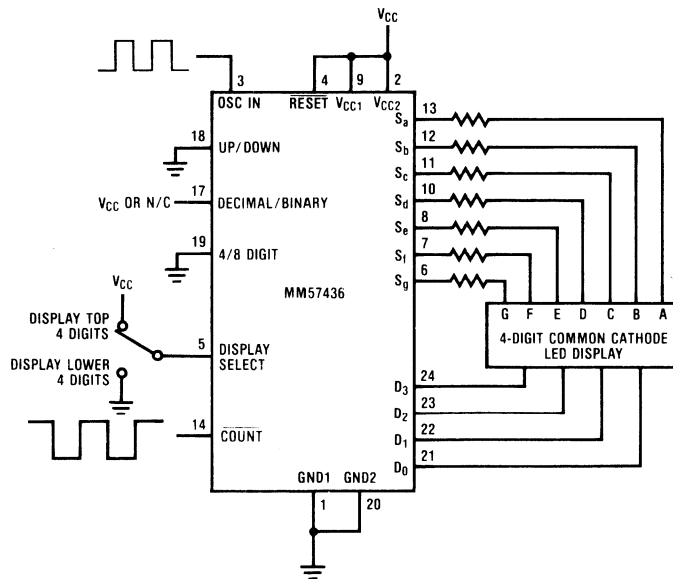 VCC
3
4
9
2
OSC IN
RESET
VCC1
VCC2
18
UP/DOWN
VCC OR N/C
17
DECIMAL/BINARY
19
4/8 DIGIT
MM57436
VCC
DISPLAY TOP
4 DIGITS
DISPLAY LOWER
4 DIGITS
5
DISPLAY
SELECT
14
COUNT
GND1
GND2
1
20
13
Sa
12
Sb
11
Sc
10
Sd
8
Se
7
Sf
6
Sg
G F E D C B A
4-DIGIT COMMON CATHODE
LED DISPLAY
24
D3
23
D2
22
D1
21
D0